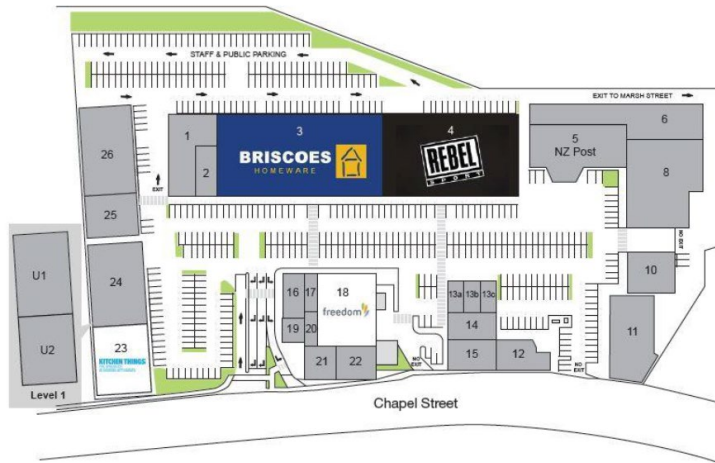 STAFF & PUBLIC PARKING
EXIT TO MARSH STREET
1
2
3
BRISCOES
HOMEWARE
4
REBEL
SPORT
5
NZ Post
6
8
EXIT
26
25
24
23
KITCHEN THINGS
U1
U2
Level 1
16
17
18
freedom
19
20
21
22
13a
13b
13c
14
15
12
NO EXIT
10
11
NO
EXIT
NO
EXIT
Chapel Street